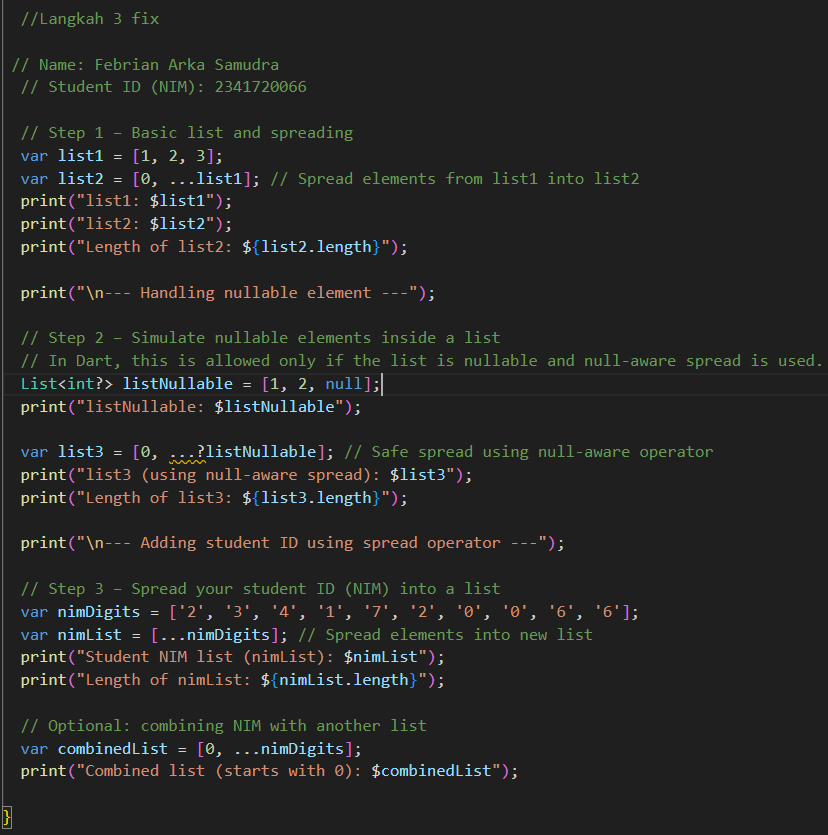 //Langkah 3 fix
// Name: Febrian Arka Samudra
// Student ID (NIM): 2341720066
// Step 1 – Basic list and spreading
var list1 = [1, 2, 3];
var list2 = [0, ...list1]; // Spread elements from list1 into list2
print("list1: $list1");
print("list2: $list2");
print("Length of list2: ${list2.length}");
print("\n--- Handling nullable element ---");
// Step 2 – Simulate nullable elements inside a list
// In Dart, this is allowed only if the list is nullable and null-aware spread is used.
List<int?> listNullable = [1, 2, null];
print("listNullable: $listNullable");
var list3 = [0, ...?listNullable]; // Safe spread using null-aware operator
print("list3 (using null-aware spread): $list3");
print("Length of list3: ${list3.length}");
print("\n--- Adding student ID using spread operator ---");
// Step 3 – Spread your student ID (NIM) into a list
var nimDigits = ['2', '3', '4', '1', '7', '2', '0', '0', '6', '6'];
var nimList = [...nimDigits]; // Spread elements into new list
print("Student NIM list (nimList): $nimList");
print("Length of nimList: ${nimList.length}");
// Optional: combining NIM with another list
var combinedList = [0, ...nimDigits];
print("Combined list (starts with 0): $combinedList");
}